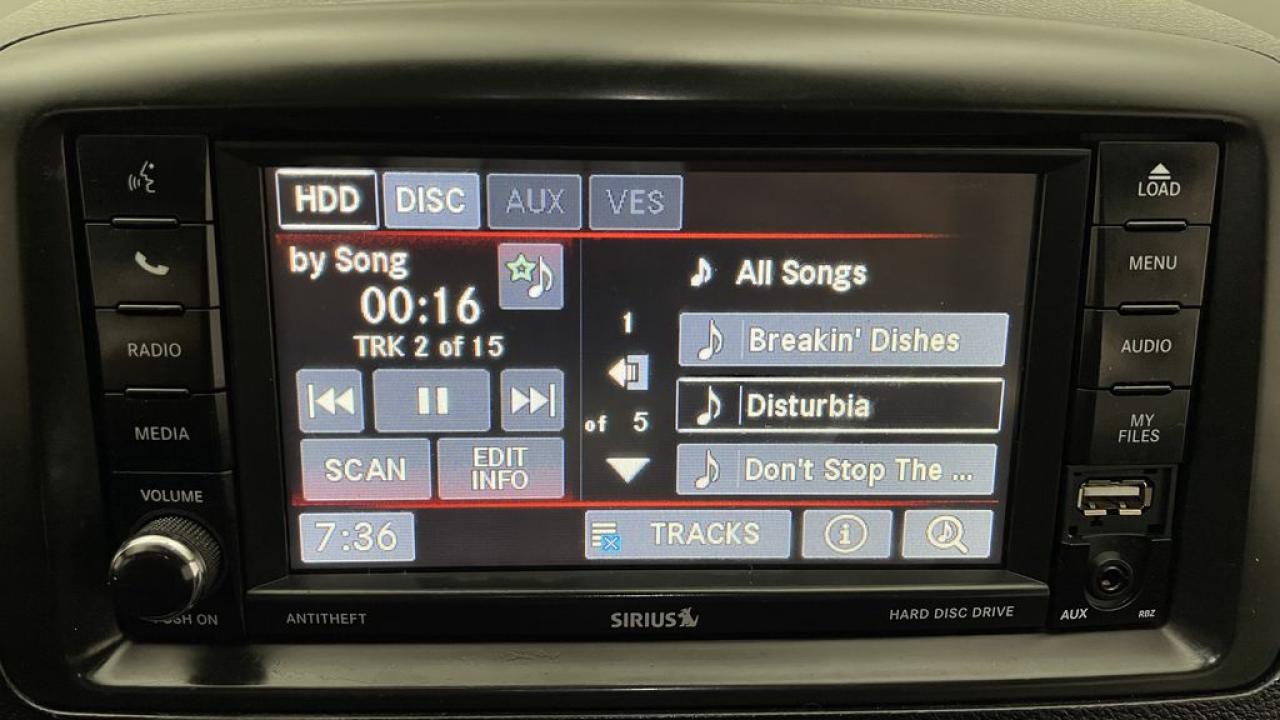 HDD DISC AUX VES
by Song
00:16
TRK 2 of 15
SCAN
EDIT
INFO
7:36
1
of 5
All Songs
Breakin' Dishes
Disturbia
Don't Stop The ...
TRACKS
RADIO
MEDIA
VOLUME
ANTITHEFT
SIRIUS
HARD DISC DRIVE
LOAD
MENU
AUDIO
MY
FILES
AUX
RBZ